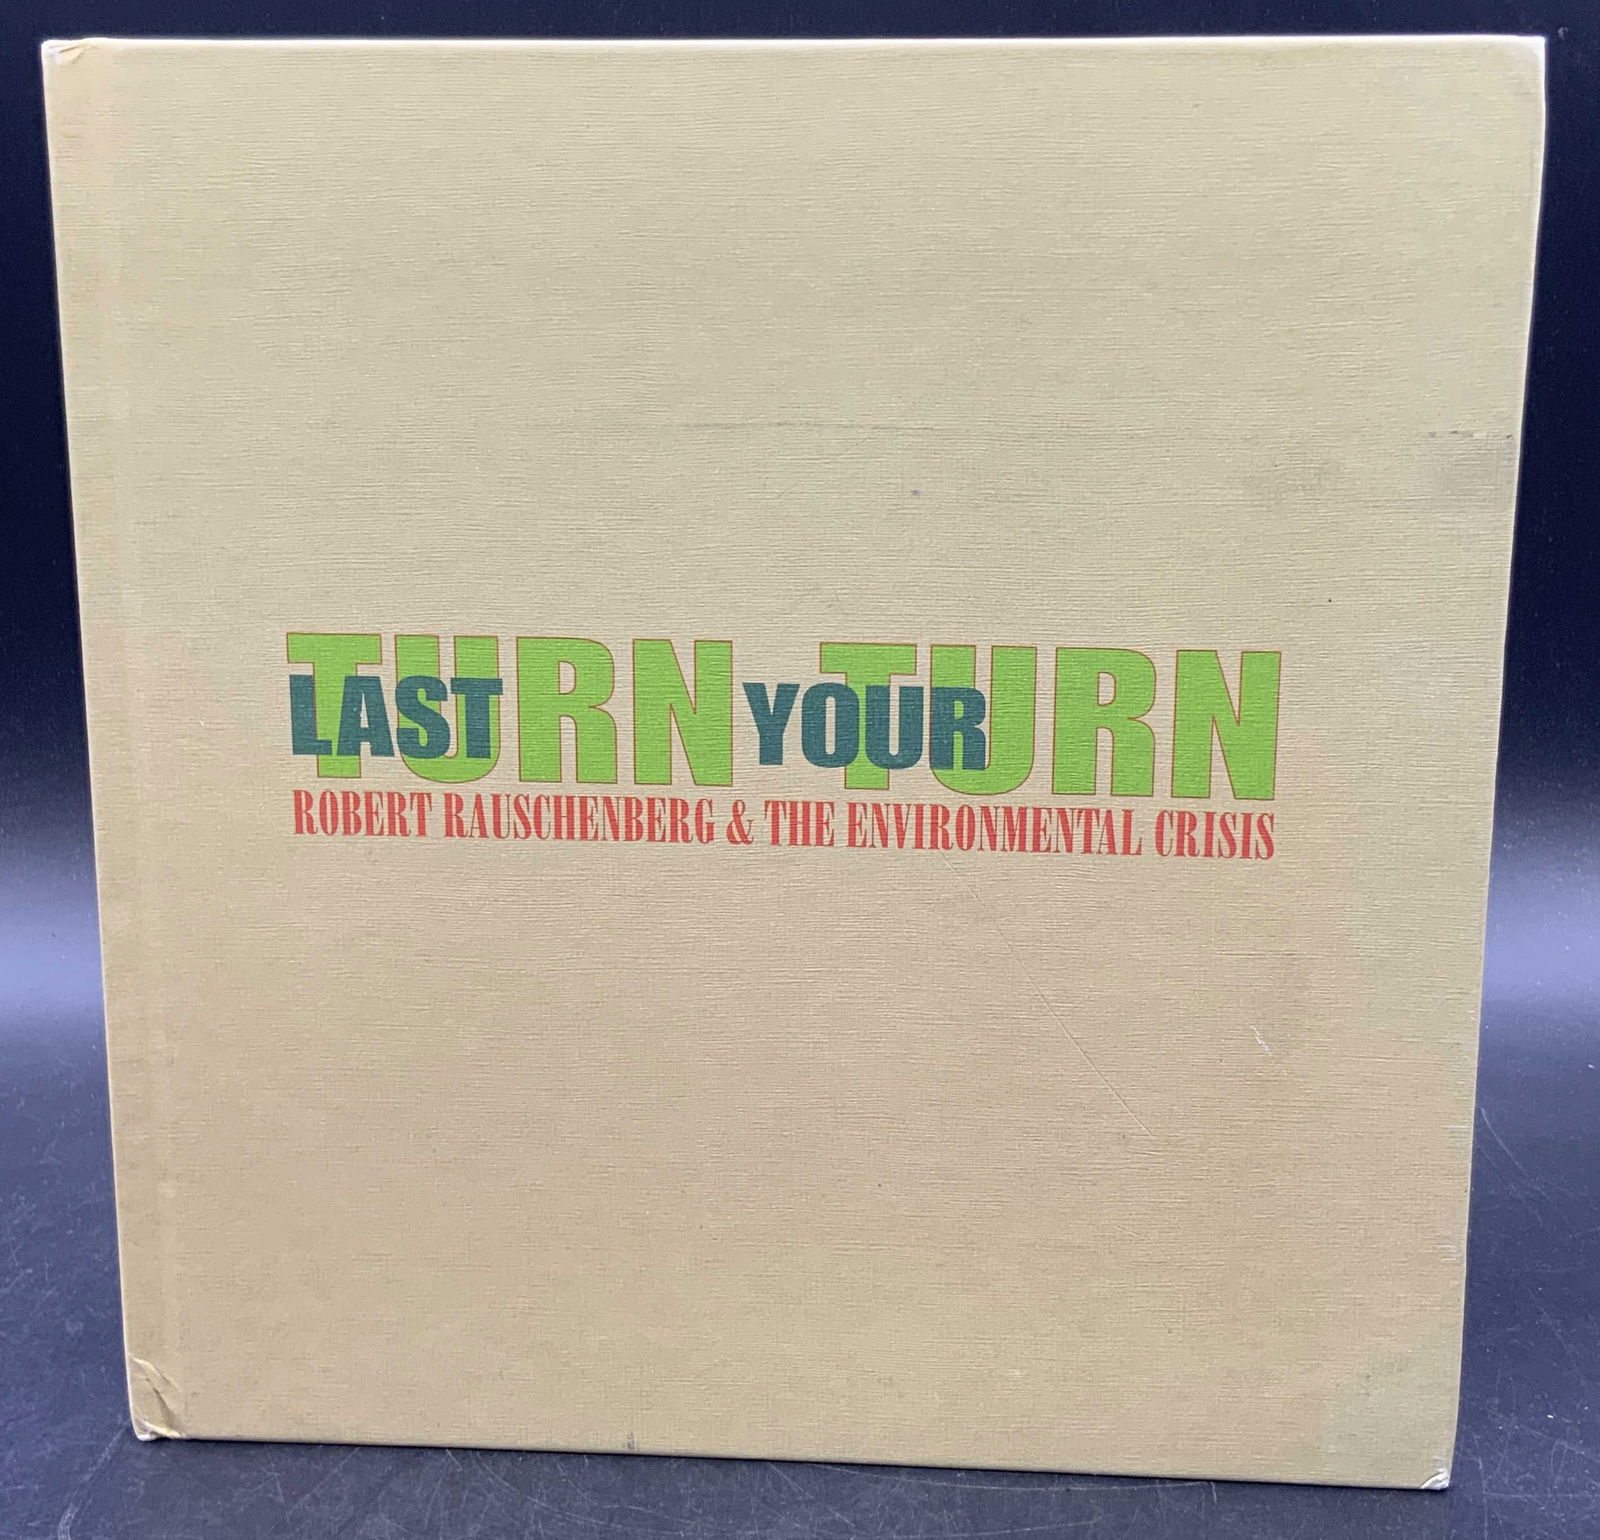 LAST TURN YOUR TURN
ROBERT RAUSCHENBERG & THE ENVIRONMENTAL CRISIS